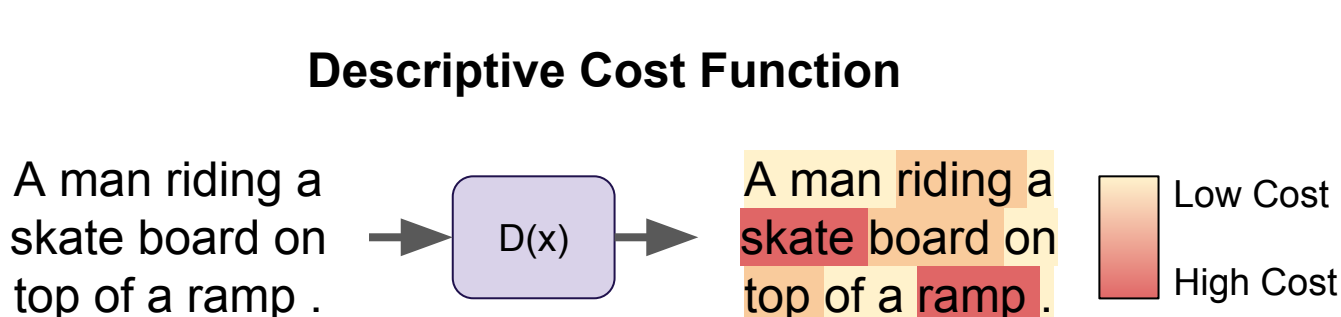 Descriptive Cost Function
A man riding a
skate board on
top of a ramp .
D(x)
A man riding a
skate board on
top of a ramp .
Low Cost
High Cost